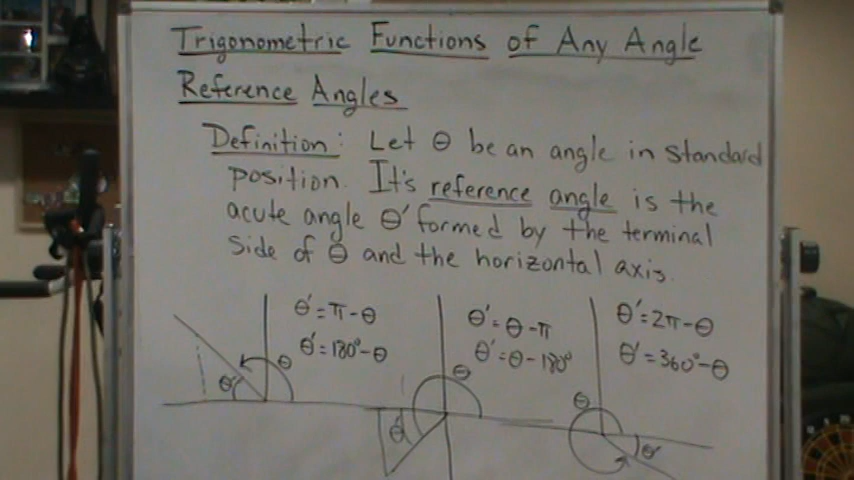 Trigonometric Functions of Any Angle
Reference Angles
Definition: Let θ be an angle in standard
position. It's reference angle is the
acute angle θ' formed by the terminal
side of θ and the horizontal axis.
θ' = π - θ
θ' = 180° - θ
θ
θ'
θ' = θ - π
θ' = θ - 180°
θ
θ'
θ' = 2π - θ
θ' = 360° - θ
θ
θ'